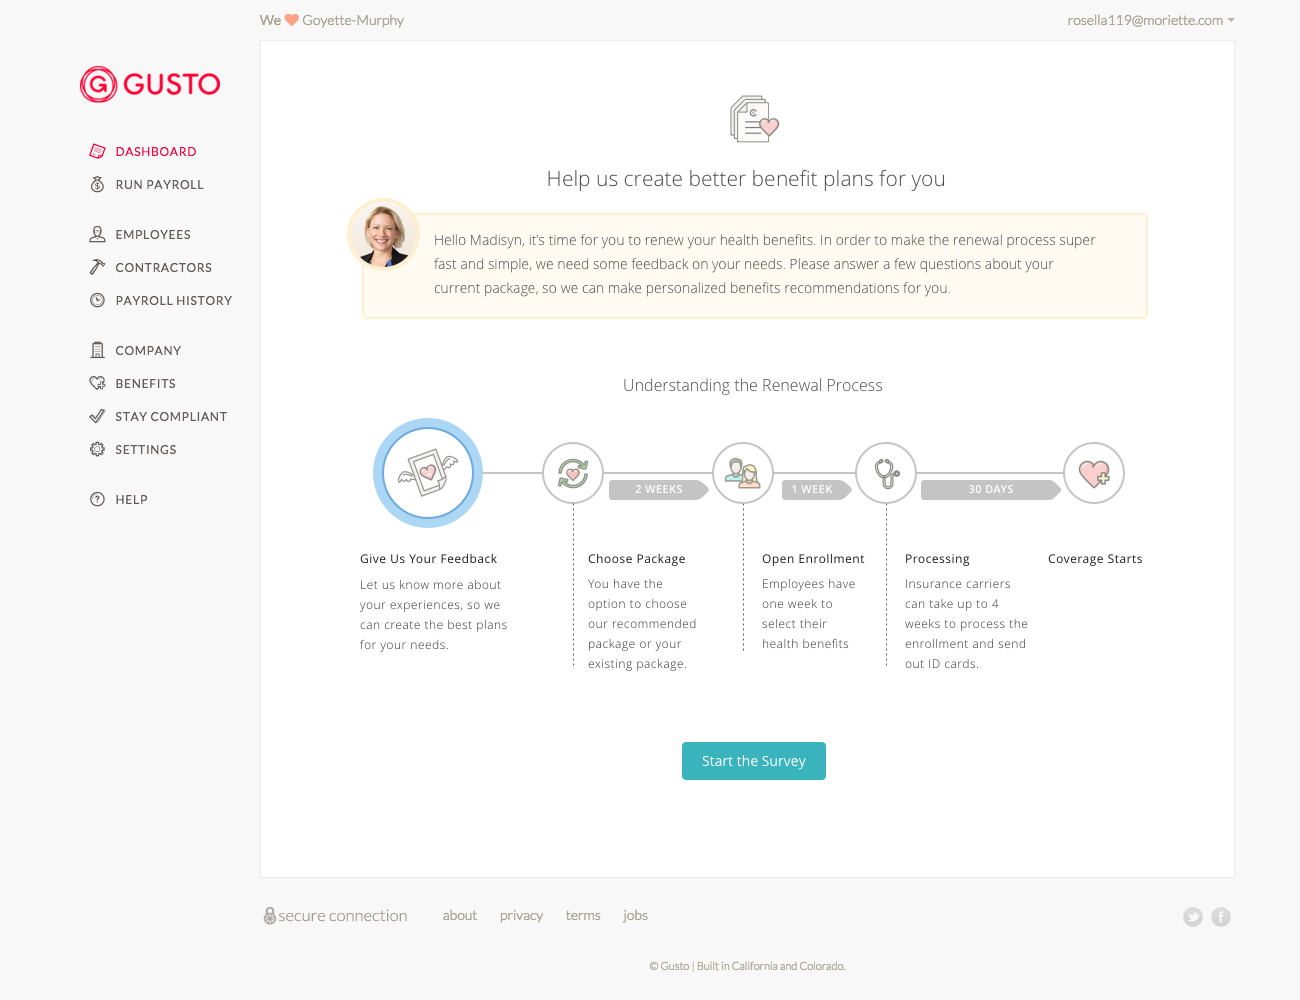 We Goyette-Murphy
rosella119@moriette.com
GUSTO
DASHBOARD
RUN PAYROLL
EMPLOYEES
CONTRACTORS
PAYROLL HISTORY
COMPANY
BENEFITS
STAY COMPLIANT
SETTINGS
HELP
Help us create better benefit plans for you
Hello Madisyn, it's time for you to renew your health benefits. In order to make the renewal process super
fast and simple, we need some feedback on your needs. Please answer a few questions about your
current package, so we can make personalized benefits recommendations for you.
Understanding the Renewal Process
2 WEEKS
1 WEEK
30 DAYS
Give Us Your Feedback
Let us know more about
your experiences, so we
can create the best plans
for your needs.
Choose Package
You have the
option to choose
our recommended
package or your
existing package.
Open Enrollment
Employees have
one week to
select their
health benefits
Processing
Insurance carriers
can take up to 4
weeks to process the
enrollment and send
out ID cards.
Coverage Starts
Start the Survey
secure connection
about
privacy
terms
jobs
© Gusto | Built in California and Colorado.